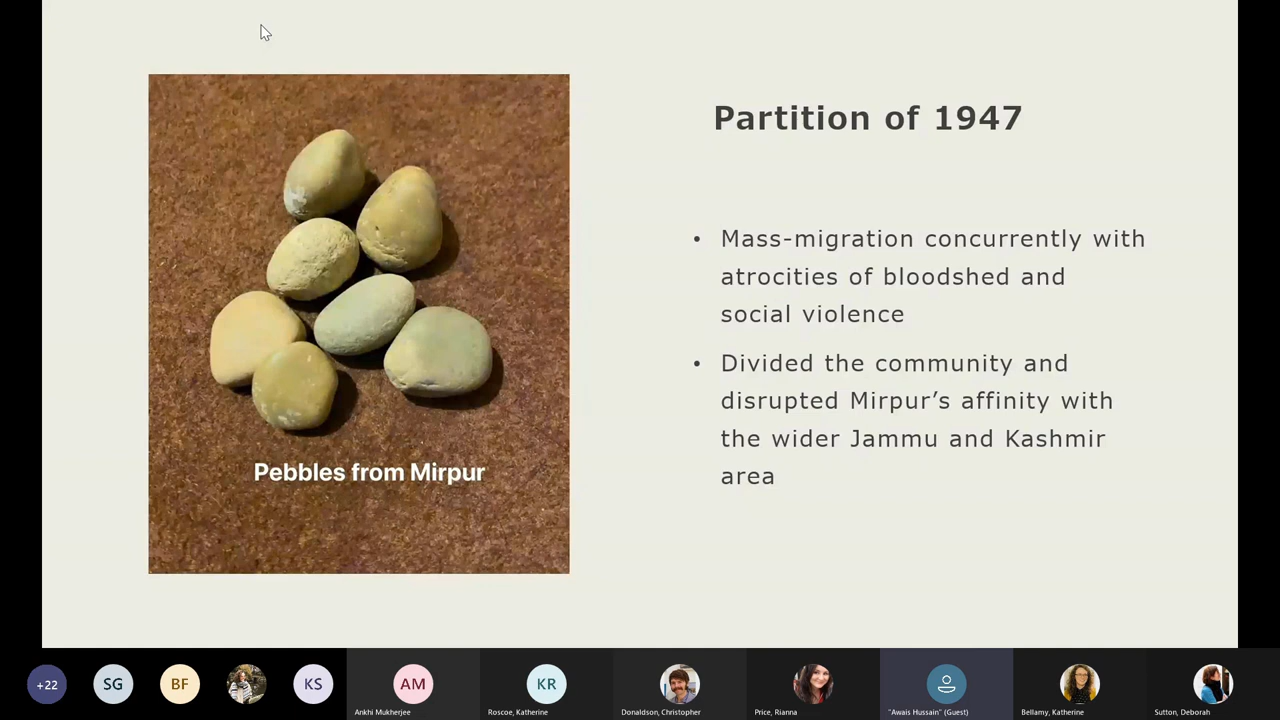 Partition of 1947
• Mass-migration concurrently with
atrocities of bloodshed and
social violence
• Divided the community and
disrupted Mirpur’s affinity with
the wider Jammu and Kashmir
area
Pebbles from Mirpur
+22
SG
BF
KS
AM
Ankhi Mukherjee
KR
Roscoe, Katherine
Donaldson, Christopher
Price, Rianna
"Awais Hussain" (Guest)
Bellamy, Katherine
Sutton, Deborah